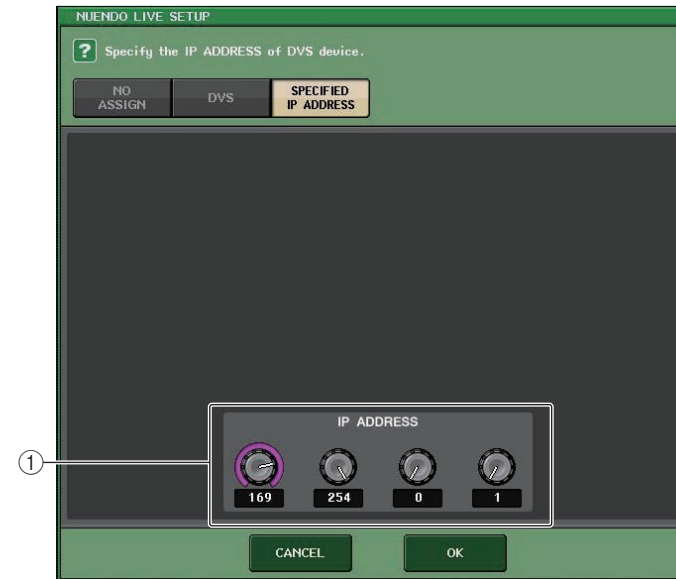 NUENDO LIVE SETUP
? Specify the IP ADDRESS of DVS device.
NO ASSIGN
DVS
SPECIFIED IP ADDRESS
IP ADDRESS
①
169 254 0 1
CANCEL OK